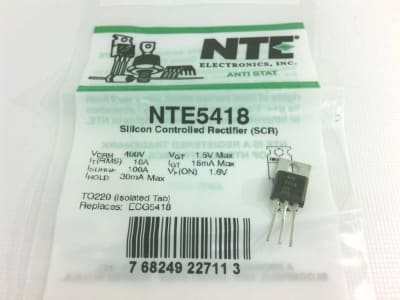 NTE
ELECTRONICS, INC.
ANTI STAT
NTE5418
Silicon Controlled Rectifier (SCR)
VDRM 400V VGT 1.5V Max
IT(RMS) 10A IGT 15mA Max
ISURGE 100A VF(ON) 1.6V
IHOLD 30mA Max
TO220 (Isolated Tab)
Replaces: ECG5418
7 68249 22711 3